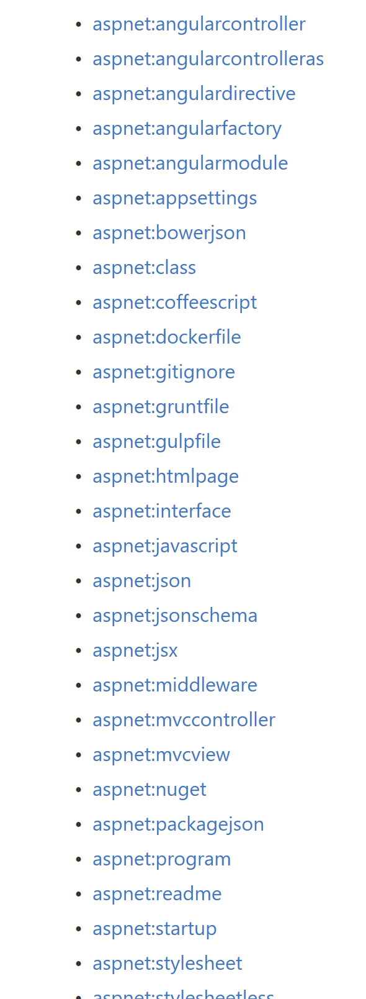 • aspnet:angularcontroller
• aspnet:angularcontrolleras
• aspnet:angulardirective
• aspnet:angularfactory
• aspnet:angularmodule
• aspnet:appsettings
• aspnet:bowerjson
• aspnet:class
• aspnet:coffeescript
• aspnet:dockerfile
• aspnet:gitignore
• aspnet:gruntfile
• aspnet:gulpfile
• aspnet:htmlpage
• aspnet:interface
• aspnet:javascript
• aspnet:json
• aspnet:jsonschema
• aspnet:jsx
• aspnet:middleware
• aspnet:mvccontroller
• aspnet:mvcview
• aspnet:nuget
• aspnet:packagejson
• aspnet:program
• aspnet:readme
• aspnet:startup
• aspnet:stylesheet
• aspnet:stylesheetless